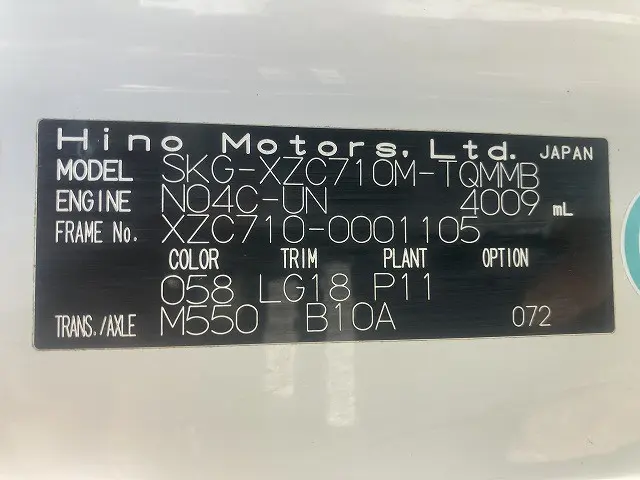 Hino Motors, Ltd. JAPAN
MODEL SKG-XZC710M-TQMMB
ENGINE N04C-UN 4009 mL
FRAME No. XZC710-0001105
COLOR TRIM PLANT OPTION
058 LG18 P11
TRANS./AXLE M550 B10A 072